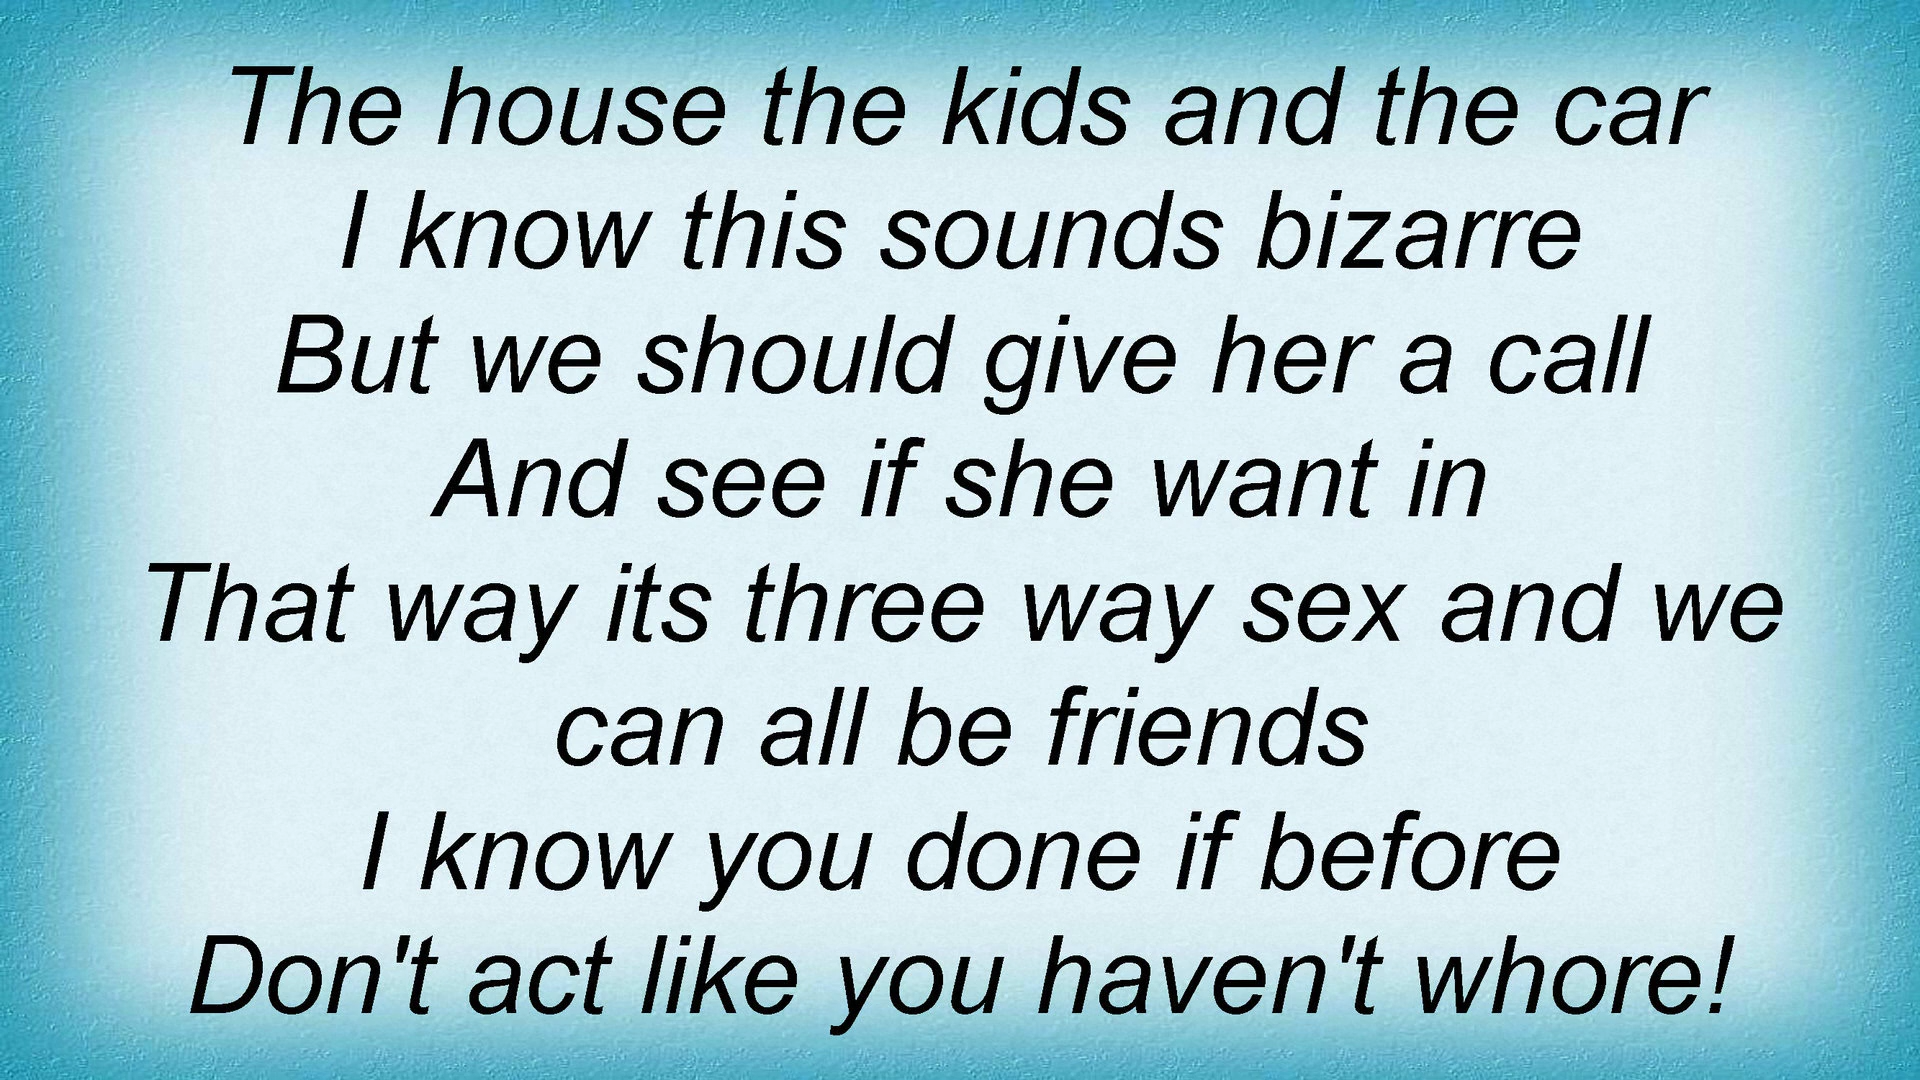 The house the kids and the car
I know this sounds bizarre
But we should give her a call
And see if she want in
That way its three way sex and we
can all be friends
I know you done if before
Don't act like you haven't whore!